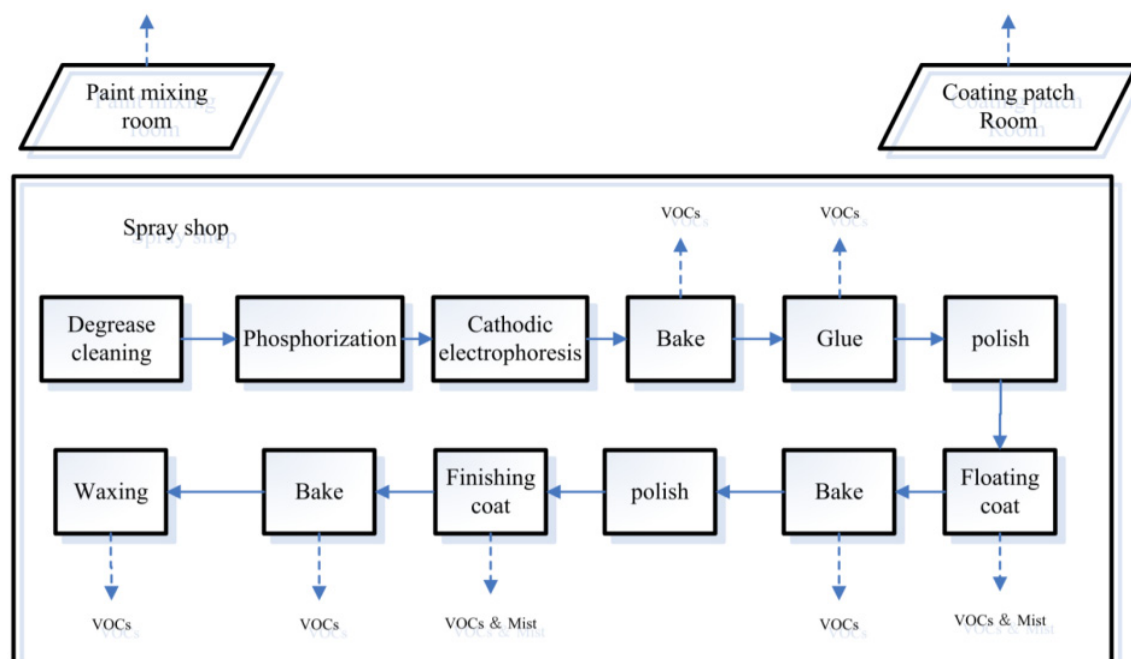 Paint mixing
room
Coating patch
Room
Spray shop
VOCs
VOCs
Degrease
cleaning
Phosphorization
Cathodic
electrophoresis
Bake
Glue
polish
Waxing
Bake
Finishing
coat
polish
Bake
Floating
coat
VOCs
VOCs
VOCs & Mist
VOCs
VOCs & Mist